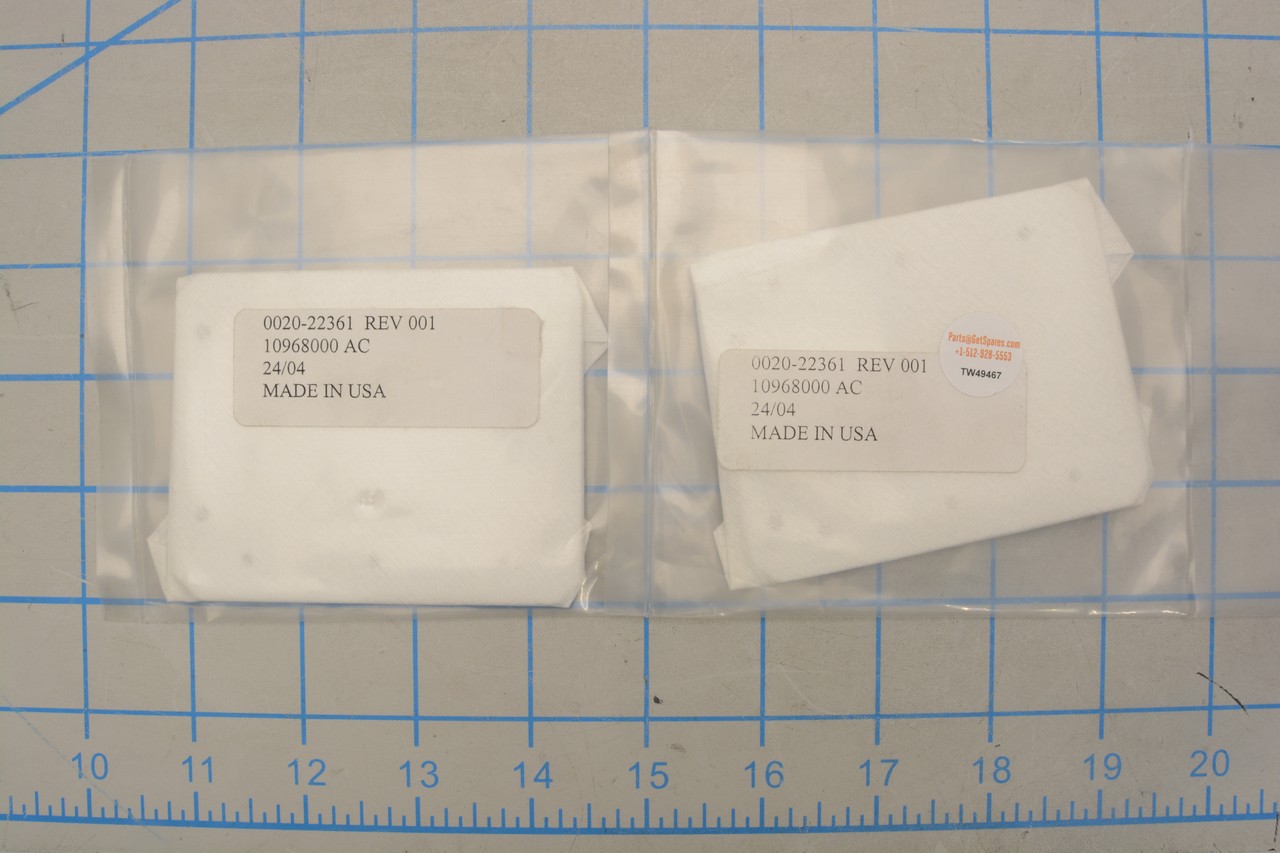 0020-22361 REV 001
10968000 AC
24/04
MADE IN USA
Parts@GetSpares.com
+1-512-928-5553
TW49467
0020-22361 REV 001
10968000 AC
24/04
MADE IN USA
10 11 12 13 14 15 16 17 18 19 20